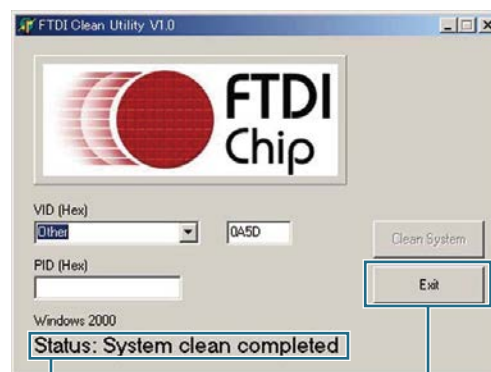 FTDI Clean Utility V1.0
FTDI
Chip
VID (Hex)
Other
0A5D
Clean System
PID (Hex)
Exit
Windows 2000
Status: System clean completed